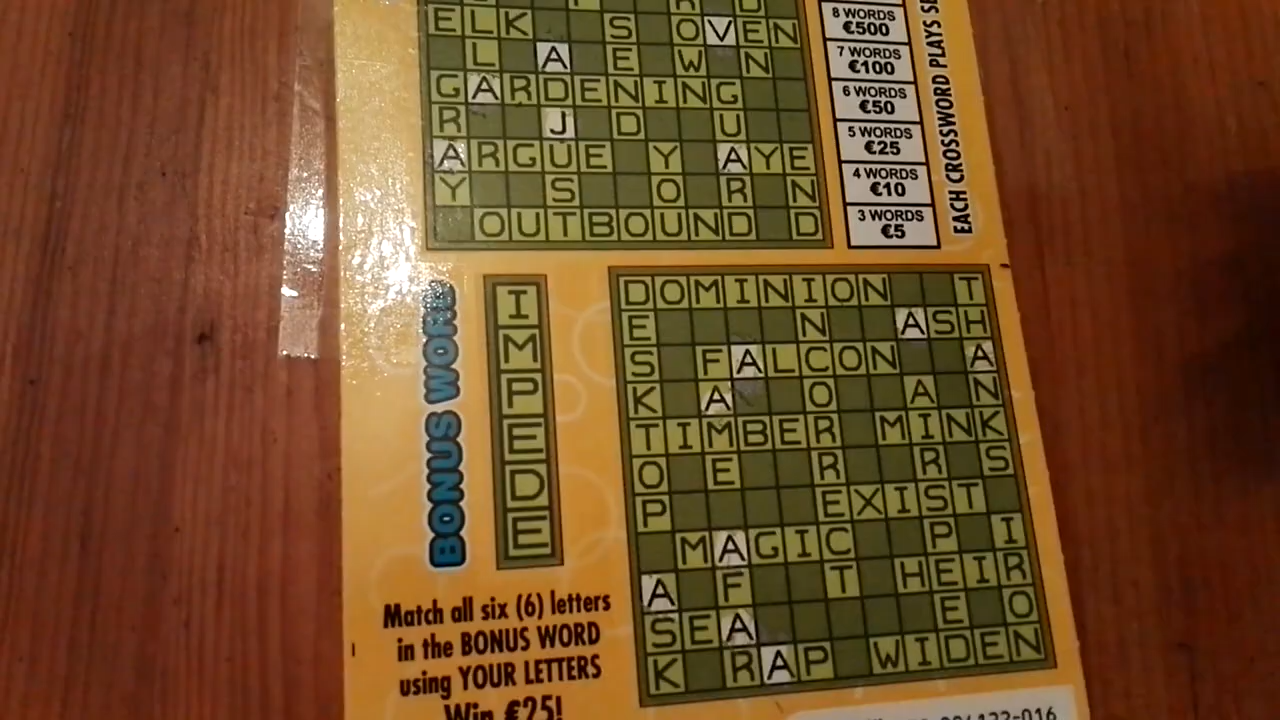 ELK S OVEN
L A E W N
GARDENING
R J D U
ARGUE Y AYE
Y S O R N
OUTBOUND D
8 WORDS
€500
7 WORDS
€100
6 WORDS
€50
5 WORDS
€25
4 WORDS
€10
3 WORDS
€5
EACH CROSSWORD PLAYS
BONUS WORD
IMPEDE
DOMINION T
E N ASH
S FALCON A
K A O A N
TIMBER MINK
O E R R S
P EXIST
MAGIC P I
A F T HEIR
SEA E O
K RAP WIDEN
Match all six (6) letters
in the BONUS WORD
using YOUR LETTERS
Win €25!